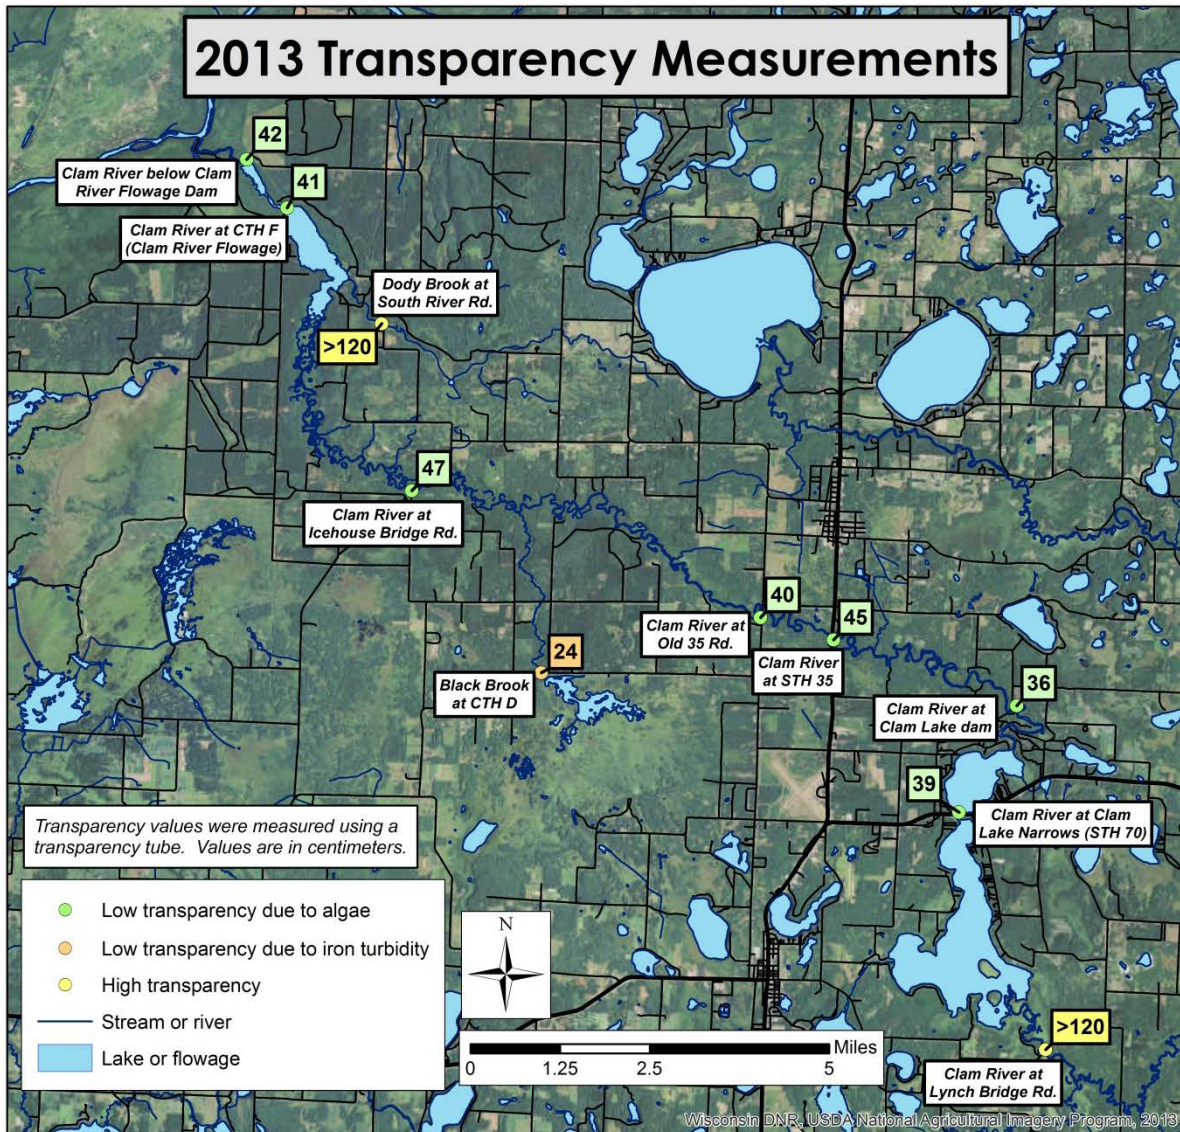 2013 Transparency Measurements
42
Clam River below Clam
River Flowage Dam
41
Clam River at CTH F
(Clam River Flowage)
Dody Brook at
South River Rd.
>120
47
Clam River at
Icehouse Bridge Rd.
40
Clam River at
Old 35 Rd.
45
Clam River
at STH 35
24
Black Brook
at CTH D
36
Clam River at
Clam Lake dam
39
Clam River at Clam
Lake Narrows (STH 70)
>120
Clam River at
Lynch Bridge Rd.
Transparency values were measured using a
transparency tube. Values are in centimeters.
Low transparency due to algae
Low transparency due to iron turbidity
High transparency
Stream or river
Lake or flowage
N
Miles
0 1.25 2.5 5
Wisconsin DNR, USDA National Agricultural Imagery Program, 2013